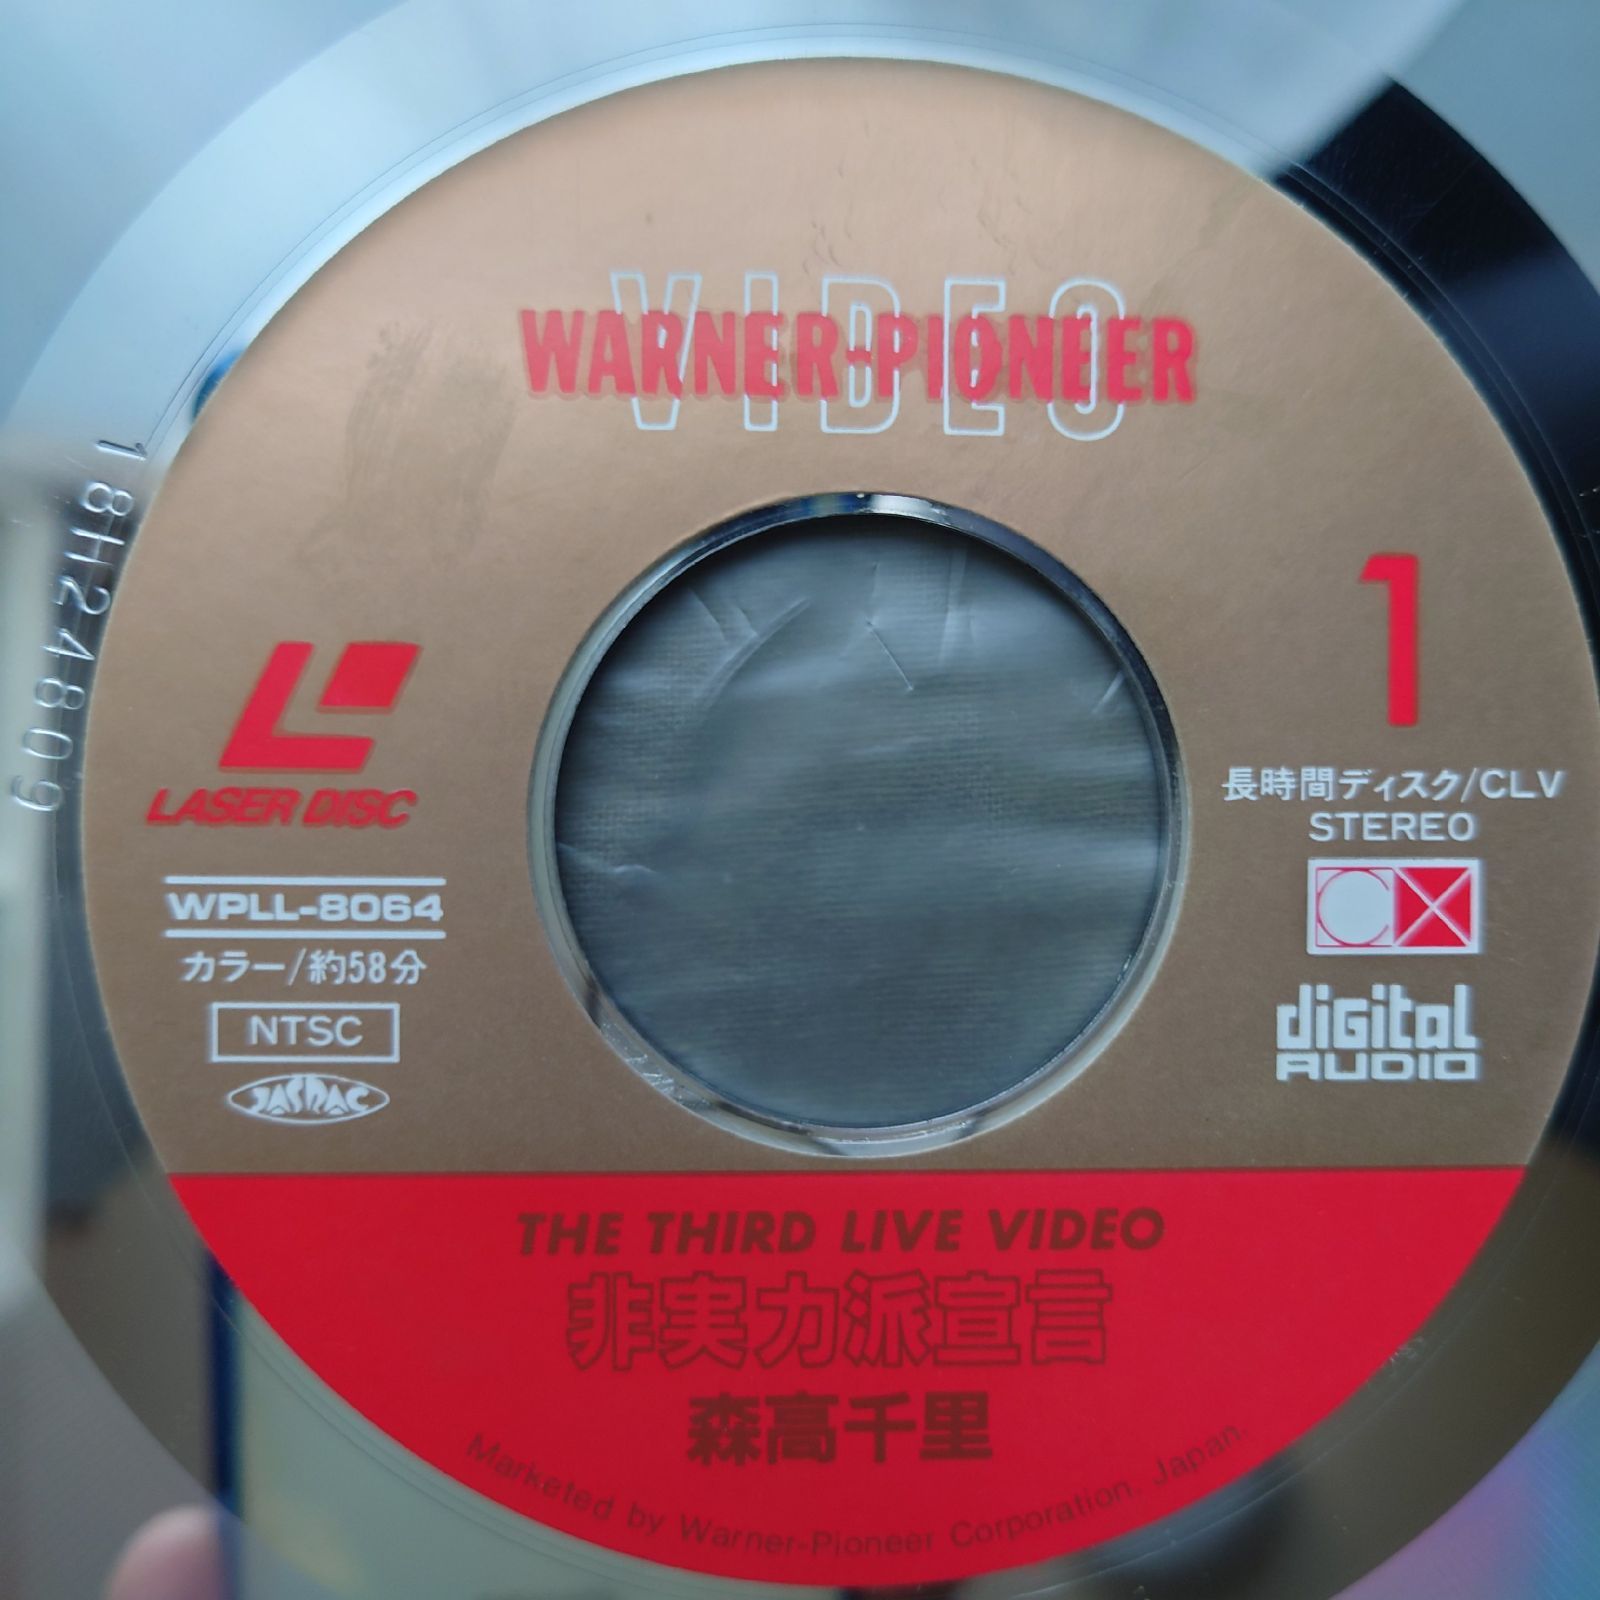 VIDEO
WARNER-PIONEER
18H24809
LASER DISC
WPLL-8064
カラー/約58分
NTSC
JASRAC
1
長時間ディスク/CLV
STEREO
CX
digital
AUDIO
THE THIRD LIVE VIDEO
非実力派宣言
森高千里
Marketed by Warner-Pioneer Corporation, Japan.